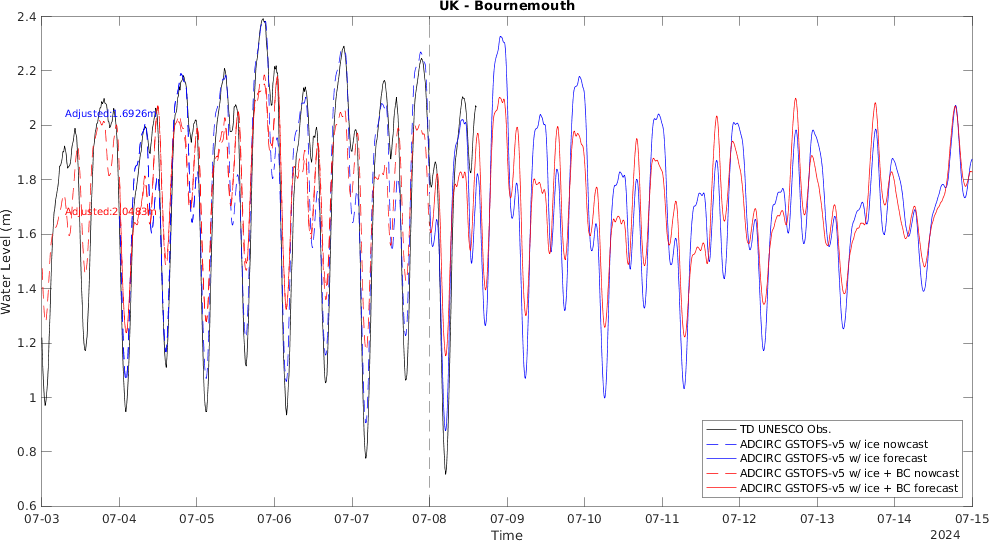 UK - Bournemouth
2.4
2.2
2
1.8
1.6
1.4
1.2
1
0.8
0.6
Water Level (m)
Adjusted:1.6926m
Adjusted:2.0483m
TD UNESCO Obs.
ADCIRC GSTOFS-v5 w/ ice nowcast
ADCIRC GSTOFS-v5 w/ ice forecast
ADCIRC GSTOFS-v5 w/ ice + BC nowcast
ADCIRC GSTOFS-v5 w/ ice + BC forecast
07-03 07-04 07-05 07-06 07-07 07-08 07-09 07-10 07-11 07-12 07-13 07-14 07-15
Time
2024